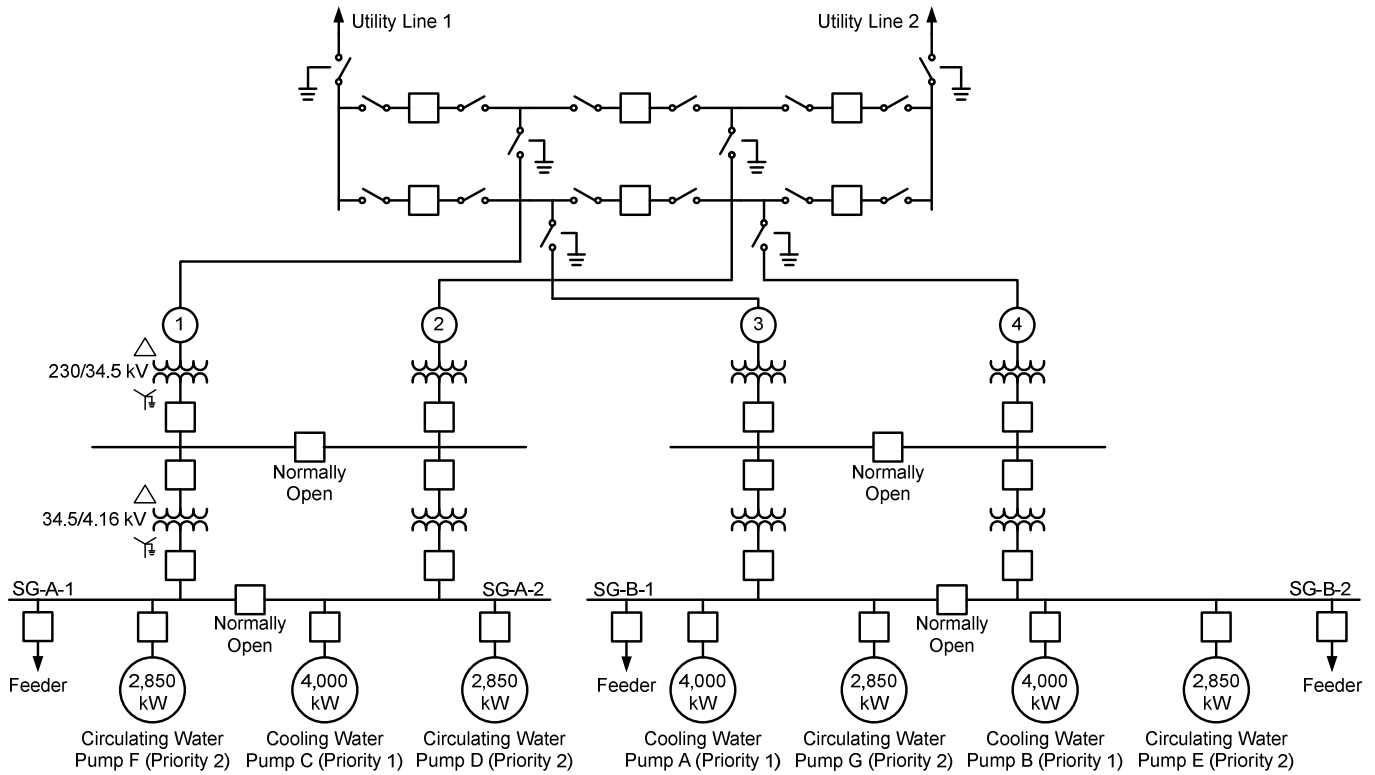 Utility Line 1
Utility Line 2
1
2
3
4
230/34.5 kV
Normally
Open
Normally
Open
34.5/4.16 kV
SG-A-1
SG-A-2
SG-B-1
SG-B-2
Normally
Open
Normally
Open
Feeder
2,850
kW
4,000
kW
2,850
kW
Feeder
4,000
kW
2,850
kW
4,000
kW
2,850
kW
Feeder
Circulating Water
Pump F (Priority 2)
Cooling Water
Pump C (Priority 1)
Circulating Water
Pump D (Priority 2)
Cooling Water
Pump A (Priority 1)
Circulating Water
Pump G (Priority 2)
Cooling Water
Pump B (Priority 1)
Circulating Water
Pump E (Priority 2)